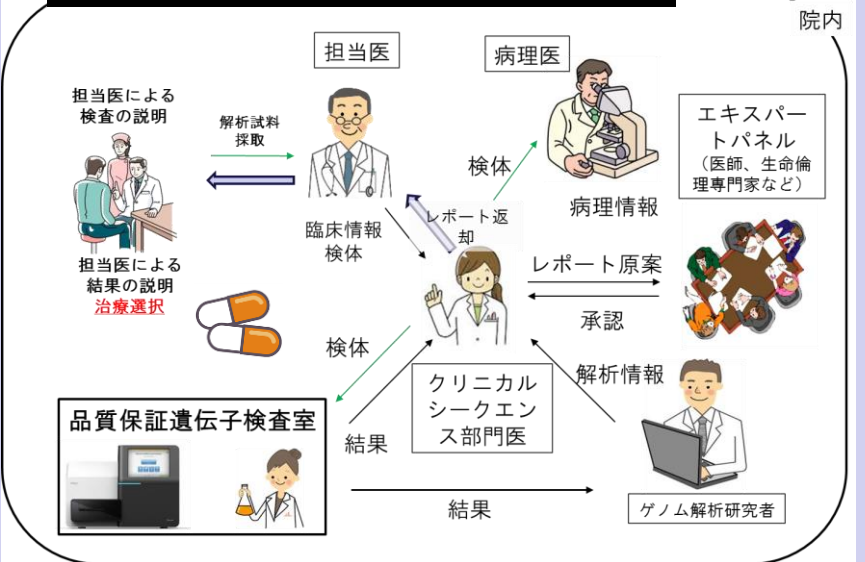 院内
担当医
病理医
担当医による
検査の説明
解析試料
採取
エキスパー
トパネル
（医師、生命倫
理専門家など）
検体
病理情報
臨床情報
検体
レポート返
却
担当医による
結果の説明
治療選択
レポート原案
承認
検体
解析情報
クリニカル
シークエン
ス部門医
品質保証遺伝子検査室
結果
結果
ゲノム解析研究者